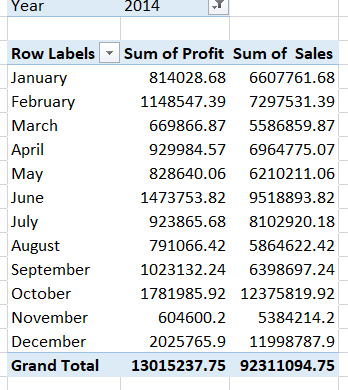 Year 2014
Row Labels Sum of Profit Sum of Sales
January 814028.68 6607761.68
February 1148547.39 7297531.39
March 669866.87 5586859.87
April 929984.57 6964775.07
May 828640.06 6210211.06
June 1473753.82 9518893.82
July 923865.68 8102920.18
August 791066.42 5864622.42
September 1023132.24 6398697.24
October 1781985.92 12375819.92
November 604600.2 5384214.2
December 2025765.9 11998787.9
Grand Total 13015237.75 92311094.75